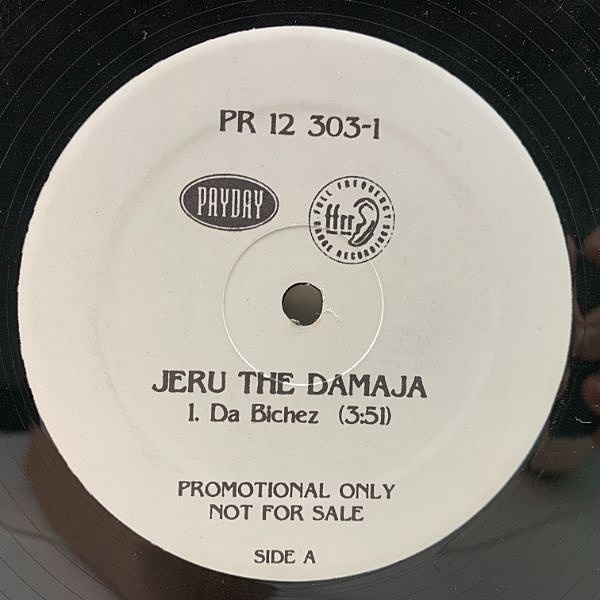 PR 12 303-1
PAYDAY
FULL FREQUENCY
ffrr
RANGE RECORDINGS
JERU THE DAMAJA
1. Da Bichez (3:51)
PROMOTIONAL ONLY
NOT FOR SALE
SIDE A